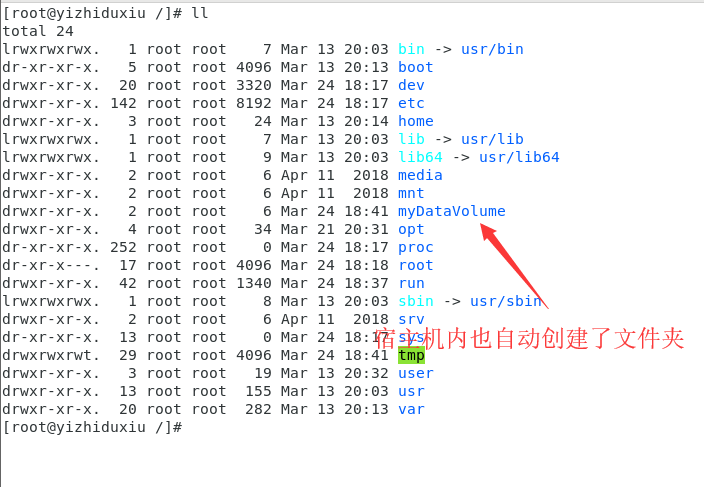 [root@yizhiduxiu /]# ll
total 24
lrwxrwxrwx.   1 root root    7 Mar 13 20:03 bin -> usr/bin
dr-xr-xr-x.   5 root root 4096 Mar 13 20:13 boot
drwxr-xr-x.  20 root root 3320 Mar 24 18:17 dev
drwxr-xr-x. 142 root root 8192 Mar 24 18:17 etc
drwxr-xr-x.   3 root root   24 Mar 13 20:14 home
lrwxrwxrwx.   1 root root    7 Mar 13 20:03 lib -> usr/lib
lrwxrwxrwx.   1 root root    9 Mar 13 20:03 lib64 -> usr/lib64
drwxr-xr-x.   2 root root    6 Apr 11  2018 media
drwxr-xr-x.   2 root root    6 Apr 11  2018 mnt
drwxr-xr-x.   2 root root    6 Mar 24 18:41 myDataVolume
drwxr-xr-x.   4 root root   34 Mar 21 20:31 opt
dr-xr-xr-x. 252 root root    0 Mar 24 18:17 proc
dr-xr-x---.  17 root root 4096 Mar 24 18:18 root
drwxr-xr-x.  42 root root 1340 Mar 24 18:37 run
lrwxrwxrwx.   1 root root    8 Mar 13 20:03 sbin -> usr/sbin
drwxr-xr-x.   2 root root    6 Apr 11  2018 srv
dr-xr-xr-x.  13 root root    0 Mar 24 18:17 sys
宿主机内也自动创建了文件夹
drwxrwxrwt.  29 root root 4096 Mar 24 18:41 tmp
drwxr-xr-x.   3 root root   19 Mar 13 20:32 user
drwxr-xr-x.  13 root root  155 Mar 13 20:03 usr
drwxr-xr-x.  20 root root  282 Mar 13 20:13 var
[root@yizhiduxiu /]#